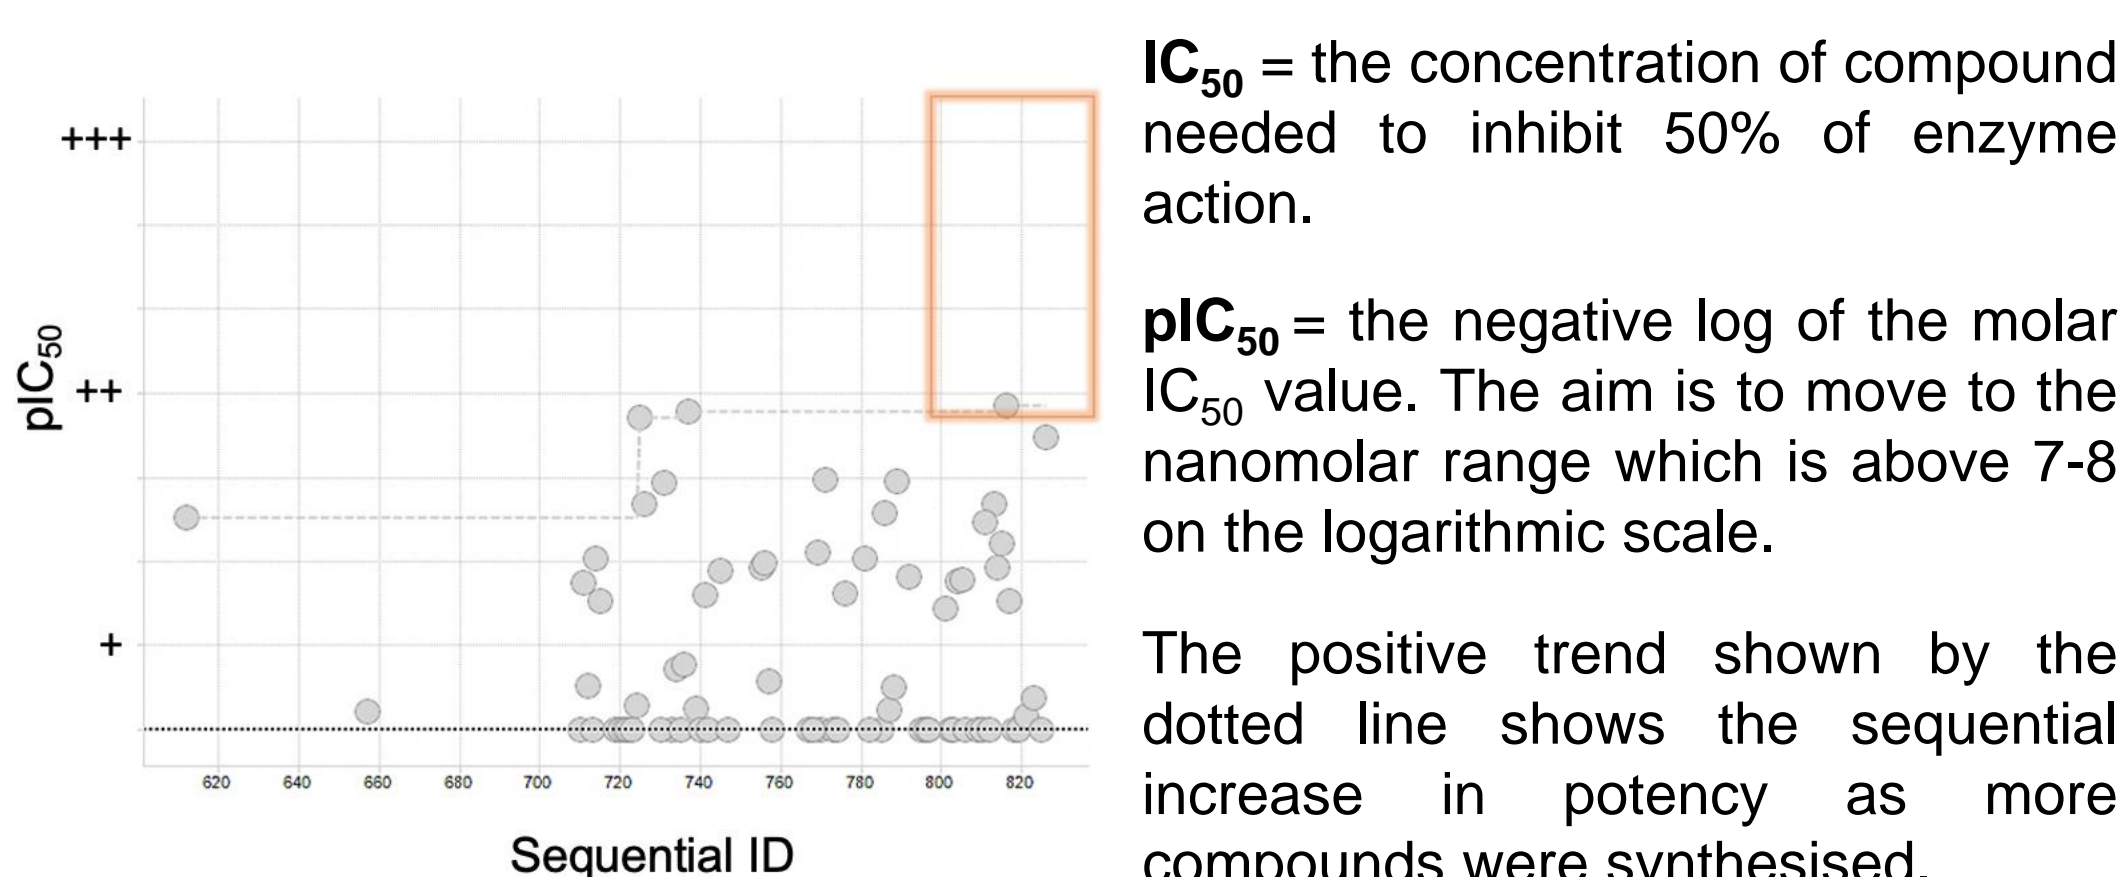 +++
++
+
pIC50
620 640 660 680 700 720 740 760 780 800 820
Sequential ID
IC50 = the concentration of compound
needed to inhibit 50% of enzyme
action.
pIC50 = the negative log of the molar
IC50 value. The aim is to move to the
nanomolar range which is above 7-8
on the logarithmic scale.
The positive trend shown by the
dotted line shows the sequential
increase in potency as more
compounds were synthesised.